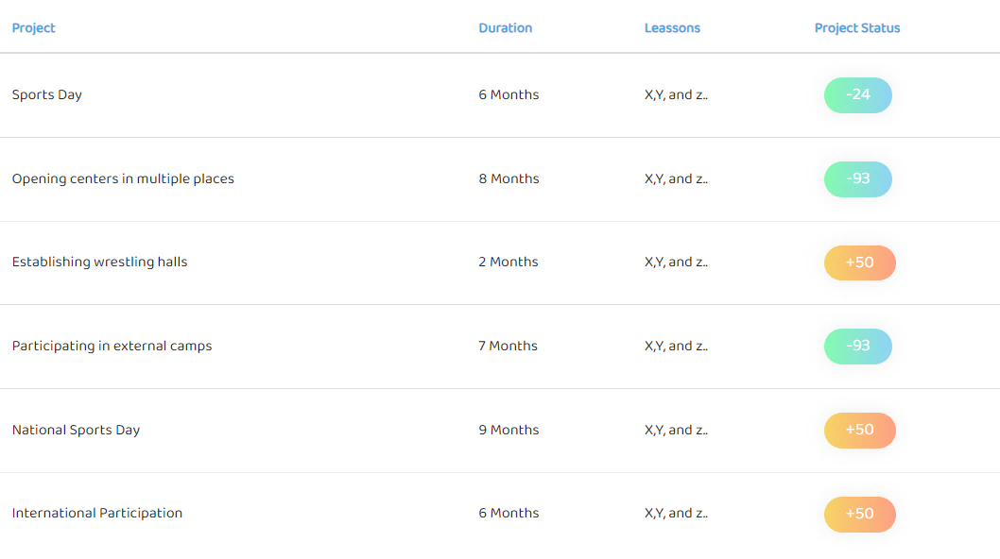 Project Duration Leassons Project Status
Sports Day 6 Months X,Y, and z.. -24
Opening centers in multiple places 8 Months X,Y, and z.. -93
Establishing wrestling halls 2 Months X,Y, and z.. +50
Participating in external camps 7 Months X,Y, and z.. -93
National Sports Day 9 Months X,Y, and z.. +50
International Participation 6 Months X,Y, and z.. +50